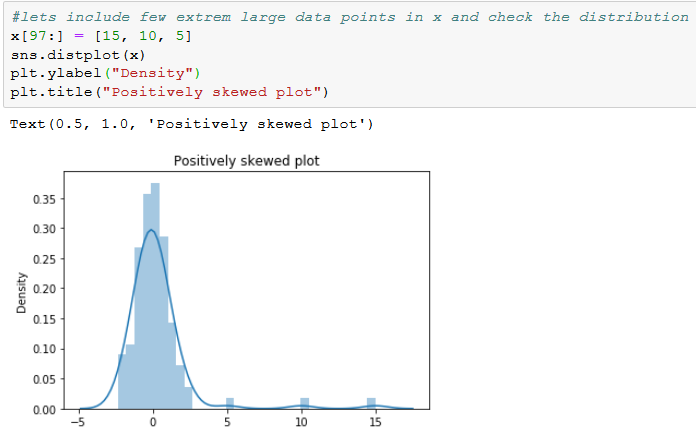 #lets include few extrem large data points in x and check the distribution
x[97:] = [15, 10, 5]
sns.distplot(x)
plt.ylabel("Density")
plt.title("Positively skewed plot")
Text(0.5, 1.0, 'Positively skewed plot')
Positively skewed plot
Density
0.35
0.30
0.25
0.20
0.15
0.10
0.05
0.00
−5
0
5
10
15